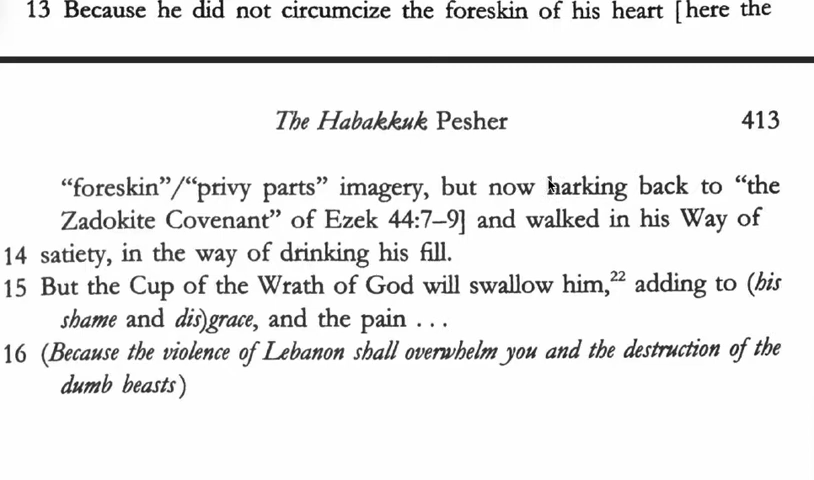 13 Because he did not circumcize the foreskin of his heart [here the
The Habakkuk Pesher 413
“foreskin”/“privy parts” imagery, but now harking back to “the
Zadokite Covenant” of Ezek 44:7–9] and walked in his Way of
14 satiety, in the way of drinking his fill.
15 But the Cup of the Wrath of God will swallow him,²² adding to (his
shame and dis)grace, and the pain . . .
16 (Because the violence of Lebanon shall overwhelm you and the destruction of the
dumb beasts)